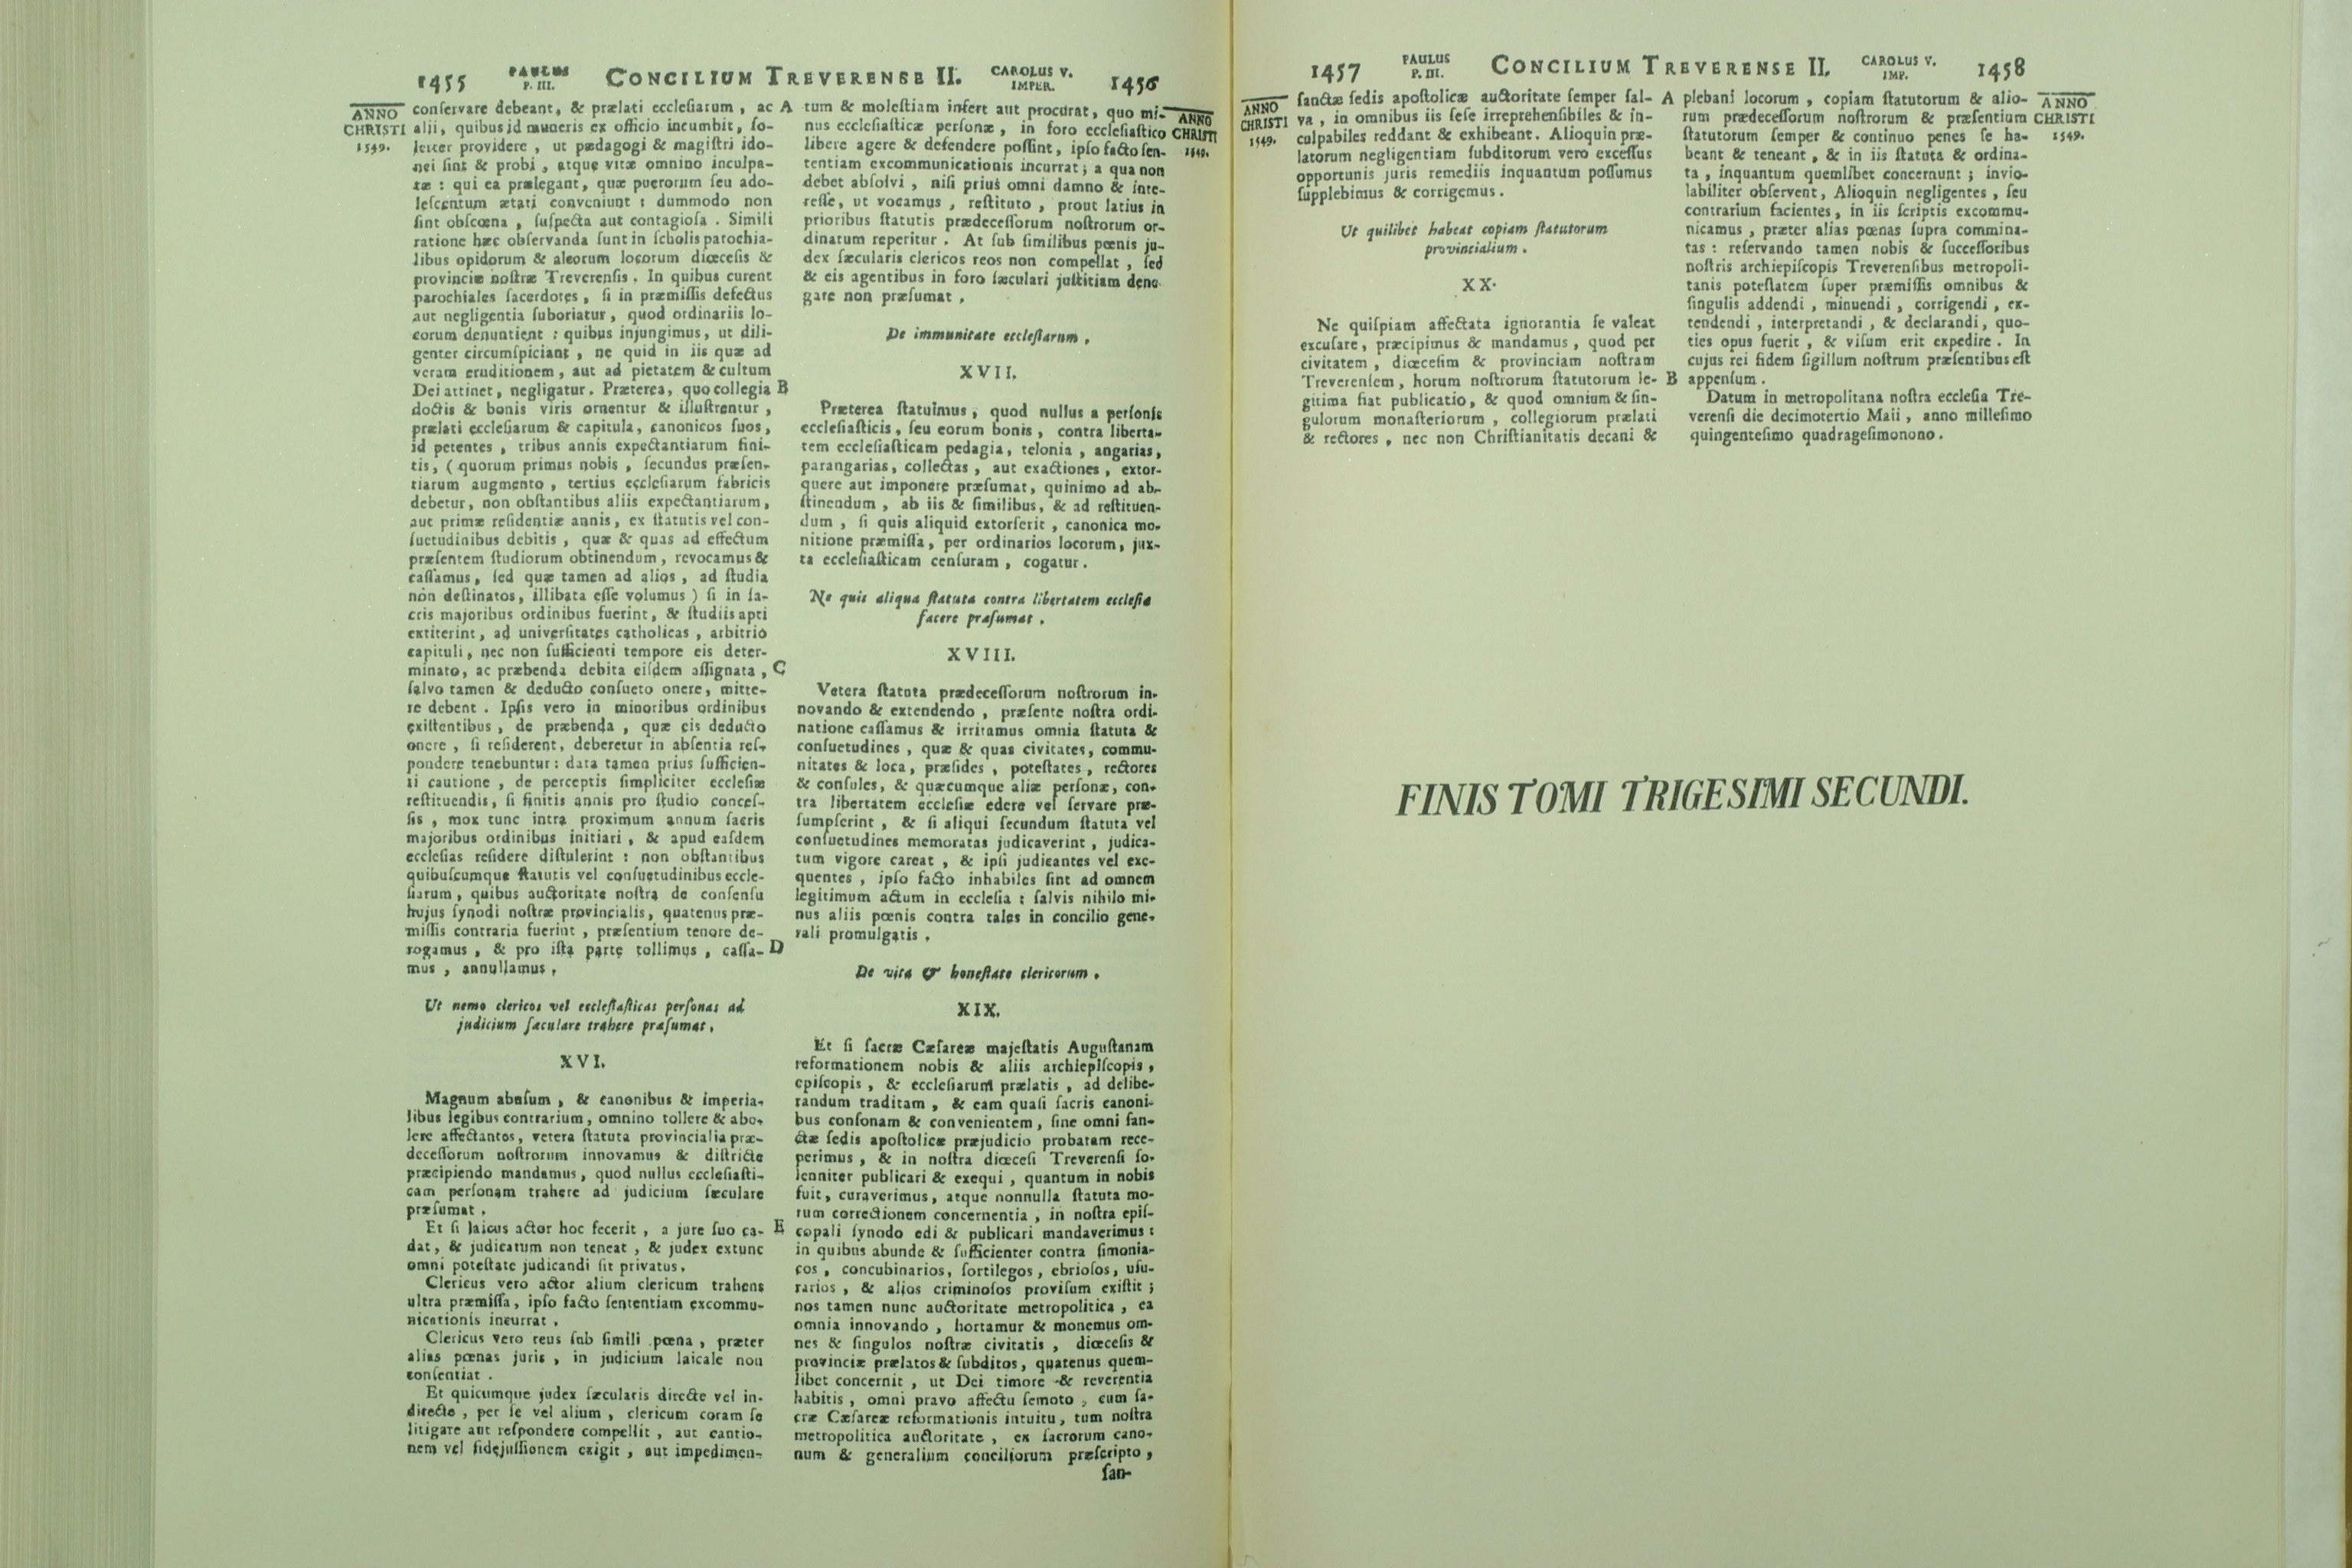 1455
PAULUS
P. III.
CONCILIUM TREVERENSE II.
CAROLUS V.
IMPER.
1456
ANNO
CHRISTI
1549.
conſervare debeant, & prælati eccleſiarum, ac
alii, quibus id muneris ex officio incumbit, ſo-
leiter providere, ut pædagogi & magiſtri ido-
nei ſint & probi, atque vitæ omnino inculpa-
tæ : qui ea prælegant, quæ puerorum ſeu ado-
leſcentum ætati conveniunt : dummodo non
ſint obſcœna, ſuſpecta aut contagioſa. Simili
ratione hæc obſervanda ſunt in ſcholis parochia-
libus opidorum & aleorum locorum diœceſis &
provinciæ noſtræ Treverenſis. In quibus curent
parochiales ſacerdotes, ſi in præmiſſis defectus
aut negligentia ſuboriatur, quod ordinariis lo-
corum denuntient : quibus injungimus, ut dili-
genter circumſpiciant, ne quid in iis quæ ad
veram eruditionem, aut ad pietatem & cultum
Dei attinet, negligatur. Præterea, quo collegia
doctis & bonis viris ornentur & illuſtrentur,
prælati eccleſiarum & capitula, canonicos ſuos,
id petentes, tribus annis expectantiarum fini-
tis, (quorum primus nobis, ſecundus præſen-
tiarum augmento, tertius eccleſiarum fabricis
debetur, non obſtantibus aliis expectantiarum,
aut primæ reſidentiæ annis, ex ſtatutis vel con-
ſuetudinibus debitis, quæ & quas ad effectum
præſentem ſtudiorum obtinendum, revocamus &
caſſamus, ſed quæ tamen ad alios, ad ſtudia
non deſtinatos, illibata eſſe volumus) ſi in ſa-
cris majoribus ordinibus fuerint, & ſtudiis apti
extiterint, ad univerſitates catholicas, arbitrio
capituli, nec non ſufficienti tempore eis deter-
minato, ac præbenda debita eiſdem aſſignata,
ſalvo tamen & deducto conſueto onere, mitte-
re debent. Ipſis vero in minoribus ordinibus
exiſtentibus, de præbenda, quæ eis deducto
onere, ſi reſiderent, deberetur in abſentia reſ-
pondere tenebuntur : data tamen prius ſufficien-
ti cautione, de perceptis ſimpliciter eccleſiæ
reſtituendis, ſi finitis annis pro ſtudio conceſ-
ſis, mox tunc intra proximum annum ſacris
majoribus ordinibus initiari, & apud eaſdem
eccleſias reſidere diſtulerint : non obſtantibus
quibuſcumque ſtatutis vel conſuetudinibus eccle-
ſiarum, quibus auctoritate noſtra de conſenſu
hujus ſynodi noſtræ provincialis, quatenus præ-
miſſis contraria fuerint, præſentium tenore de-
rogamus, & pro iſta parte tollimus, caſſa-
mus, annullamus.
Ut nemo clericos vel eccleſiaſticas perſonas ad
judicium ſæculare trahere præſumat.
XVI.
Magnum abuſum, & canonibus & imperia-
libus legibus contrarium, omnino tollere & abo-
lere affectantes, vetera ſtatuta provincialia præ-
deceſſorum noſtrorum innovamus & diſtricte
præcipiendo mandamus, quod nullus eccleſiaſti-
cam perſonam trahere ad judicium ſæculare
præſumat.
Et ſi laicus actor hoc fecerit, a jure ſuo ca-
dat, & judicatum non teneat, & judex extunc
omni poteſtate judicandi ſit privatus.
Clericus vero actor alium clericum trahens
ultra præmiſſa, ipſo facto ſententiam excommu-
nicationis incurrat.
Clericus vero reus ſub ſimili pœna, præter
alias pœnas juris, in judicium laicale non
conſentiat.
Et quicumque judex ſæcularis directe vel in-
directe, per ſe vel alium, clericum coram ſe
litigare aut reſpondere compellit, aut cautio-
nem vel fidejuſſionem exigit, aut impedimen-
A
B
C
D
E
tum & moleſtiam infert aut procurat, quo mi-
nus eccleſiaſticæ perſonæ, in foro eccleſiaſtico
libere agere & defendere poſſint, ipſo facto ſen-
tentiam excommunicationis incurrat; a qua non
debet abſolvi, niſi prius omni damno & inte-
reſſe, ut vocamus, reſtituto, prout latius in
prioribus ſtatutis prædeceſſorum noſtrorum or-
dinatum reperitur. At ſub ſimilibus pœnis ju-
dex ſæcularis clericos reos non compellat, ſed
& eis agentibus in foro ſæculari juſtitiam dene-
gare non præſumat.
De immunitate eccleſiarum.
XVII.
Præterea ſtatuimus, quod nullus a perſonis
eccleſiaſticis, ſeu eorum bonis, contra liberta-
tem eccleſiaſticam pedagia, telonia, angarias,
parangarias, collectas, aut exactiones, extor-
quere aut imponere præſumat, quinimo ad ab-
ſtinendum, ab iis & ſimilibus, & ad reſtituen-
dum, ſi quis aliquid extorſerit, canonica mo-
nitione præmiſſa, per ordinarios locorum, jux-
ta eccleſiaſticam cenſuram, cogatur.
Ne quis aliqua ſtatuta contra libertatem eccleſiæ
facere præſumat.
XVIII.
Vetera ſtatuta prædeceſſorum noſtrorum in-
novando & extendendo, præſente noſtra ordi-
natione caſſamus & irritamus omnia ſtatuta &
conſuetudines, quæ & quas civitates, commu-
nitates & loca, præſides, poteſtates, rectores
& conſules, & quæcumque aliæ perſonæ, con-
tra libertatem eccleſiæ edere vel ſervare præ-
ſumpſerint, & ſi aliqui ſecundum ſtatuta vel
conſuetudines memoratas judicaverint, judica-
tum vigore careat, & ipſi judicantes vel exe-
quentes, ipſo facto inhabiles ſint ad omnem
legitimum actum in eccleſia : ſalvis nihilo mi-
nus aliis pœnis contra tales in concilio gene-
rali promulgatis.
De vita & honeſtate clericorum.
XIX.
Et ſi ſacræ Cæſareæ majeſtatis Auguſtanam
reformationem nobis & aliis archiepiſcopis,
epiſcopis, & eccleſiarum prælatis, ad delibe-
randum traditam, & eam quaſi ſacris canoni-
bus conſonam & convenientem, ſine omni ſan-
ctæ ſedis apoſtolicæ præjudicio probatam rece-
perimus, & in noſtra diœceſi Treverenſi ſo-
lenniter publicari & exequi, quantum in nobis
fuit, curaverimus, atque nonnulla ſtatuta mo-
rum correctionem concernentia, in noſtra epiſ-
copali ſynodo edi & publicari mandaverimus :
in quibus abunde & ſufficienter contra ſimonia-
cos, concubinarios, ſortilegos, ebrioſos, uſu-
rarios, & alios criminoſos proviſum exiſtit;
nos tamen nunc auctoritate metropolitica, ea
omnia innovando, hortamur & monemus om-
nes & ſingulos noſtræ civitatis, diœceſis &
provinciæ prælatos & ſubditos, quatenus quem-
libet concernit, ut Dei timore & reverentia
habitis, omni pravo affectu ſemoto, cum ſa-
cræ Cæſareæ reformationis intuitu, tum noſtra
metropolitica auctoritate, ex ſacrorum cano-
num & generalium conciliorum præſcripto,
ſan-
ANNO
CHRISTI
1549.
1457
PAULUS
P. III.
CONCILIUM TREVERENSE II.
CAROLUS V.
IMP.
1458
ANNO
CHRISTI
1549.
ſanctæ ſedis apoſtolicæ auctoritate ſemper ſal-
va, in omnibus iis ſeſe irreprehenſibiles & in-
culpabiles reddant & exhibeant. Alioquin præ-
latorum negligentiam ſubditorum vero exceſſus
opportunis juris remediis inquantum poſſumus
ſupplebimus & corrigemus.
Ut quilibet habeat copiam ſtatutorum
provincialium.
XX.
Ne quiſpiam affectata ignorantia ſe valeat
excuſare, præcipimus & mandamus, quod per
civitatem, diœceſim & provinciam noſtram
Treverenſem, horum noſtrorum ſtatutorum le-
gitima fiat publicatio, & quod omnium & ſin-
gulorum monaſteriorum, collegiorum prælati
& rectores, nec non Chriſtianitatis decani &
A
B
plebani locorum, copiam ſtatutorum & alio-
rum prædeceſſorum noſtrorum & præſentium
ſtatutorum ſemper & continuo penes ſe ha-
beant & teneant, & in iis ſtatuta & ordina-
ta, inquantum quemlibet concernunt; invio-
labiliter obſervent, Alioquin negligentes, ſeu
contrarium facientes, in iis ſcriptis excommu-
nicamus, præter alias pœnas ſupra commina-
tas : reſervando tamen nobis & ſucceſſoribus
noſtris archiepiſcopis Treverenſibus metropoli-
tanis poteſtatem ſuper præmiſſis omnibus &
ſingulis addendi, minuendi, corrigendi, ex-
tendendi, interpretandi, & declarandi, quo-
ties opus fuerit, & viſum erit expedire. In
cujus rei fidem ſigillum noſtrum præſentibus eſt
appenſum.
Datum in metropolitana noſtra eccleſia Tre-
verenſi die decimotertio Maii, anno milleſimo
quingenteſimo quadrageſimonono.
ANNO
CHRISTI
1549.
FINIS TOMI TRIGESIMI SECUNDI.